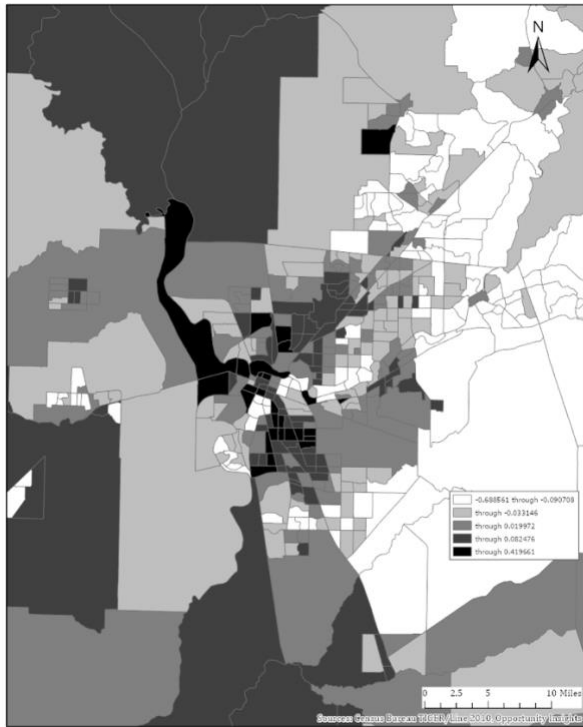 N
-0.688561 through -0.090708
through -0.033146
through 0.019972
through 0.082476
through 0.419661
10 Miles
0 2.5 5
Sources: Census Bureau TIGER/Line 2010, Opportunity Insights